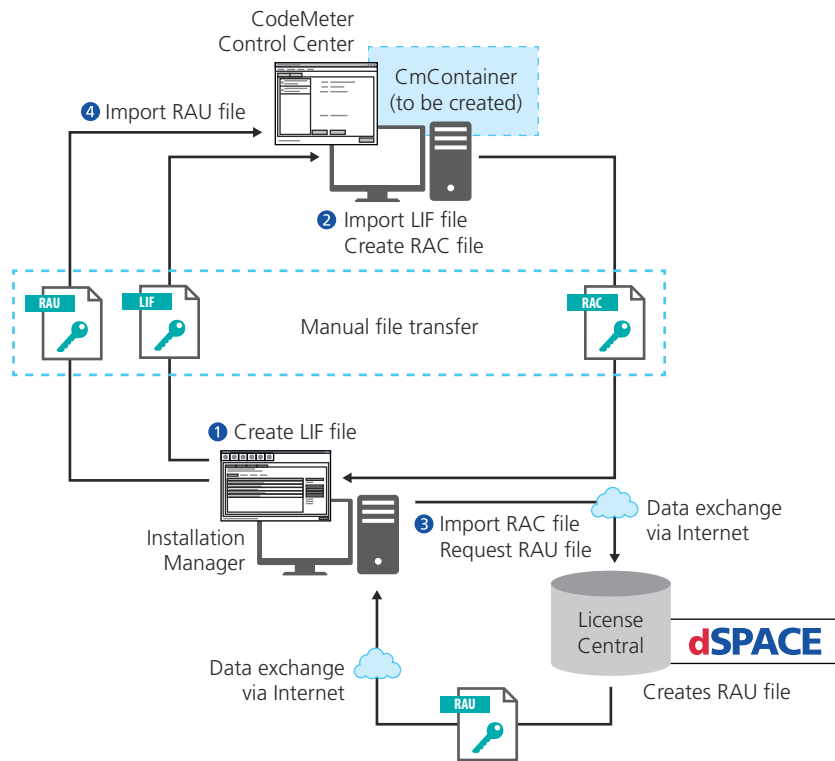 CodeMeter
Control Center
CmContainer
(to be created)
4 Import RAU file
2 Import LIF file
Create RAC file
RAU
LIF
RAC
Manual file transfer
1 Create LIF file
Installation
Manager
3 Import RAC file
Request RAU file
Data exchange
via Internet
License
Central
dSPACE
Creates RAU file
Data exchange
via Internet
RAU